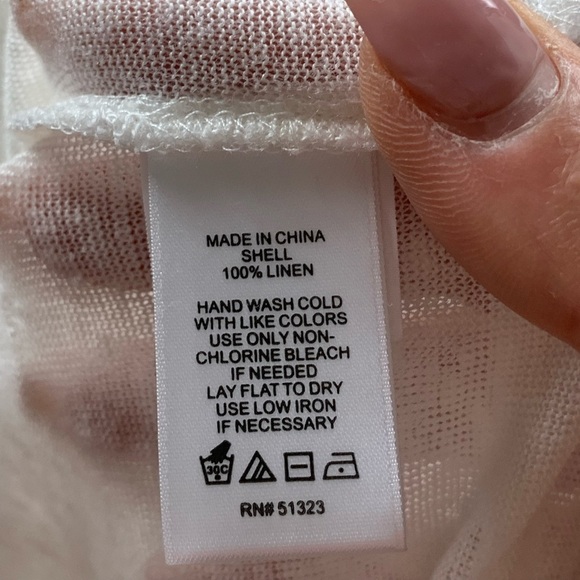 MADE IN CHINA
SHELL
100% LINEN
HAND WASH COLD
WITH LIKE COLORS
USE ONLY NON-
CHLORINE BLEACH
IF NEEDED
LAY FLAT TO DRY
USE LOW IRON
IF NECESSARY
30C
RN# 51323